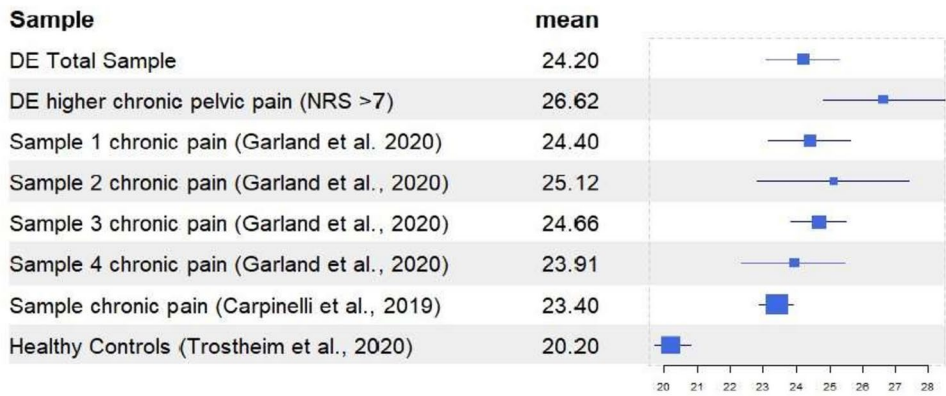 Sample mean
DE Total Sample 24.20
DE higher chronic pelvic pain (NRS >7) 26.62
Sample 1 chronic pain (Garland et al. 2020) 24.40
Sample 2 chronic pain (Garland et al., 2020) 25.12
Sample 3 chronic pain (Garland et al., 2020) 24.66
Sample 4 chronic pain (Garland et al., 2020) 23.91
Sample chronic pain (Carpinelli et al., 2019) 23.40
Healthy Controls (Trostheim et al., 2020) 20.20
20 21 22 23 24 25 26 27 28